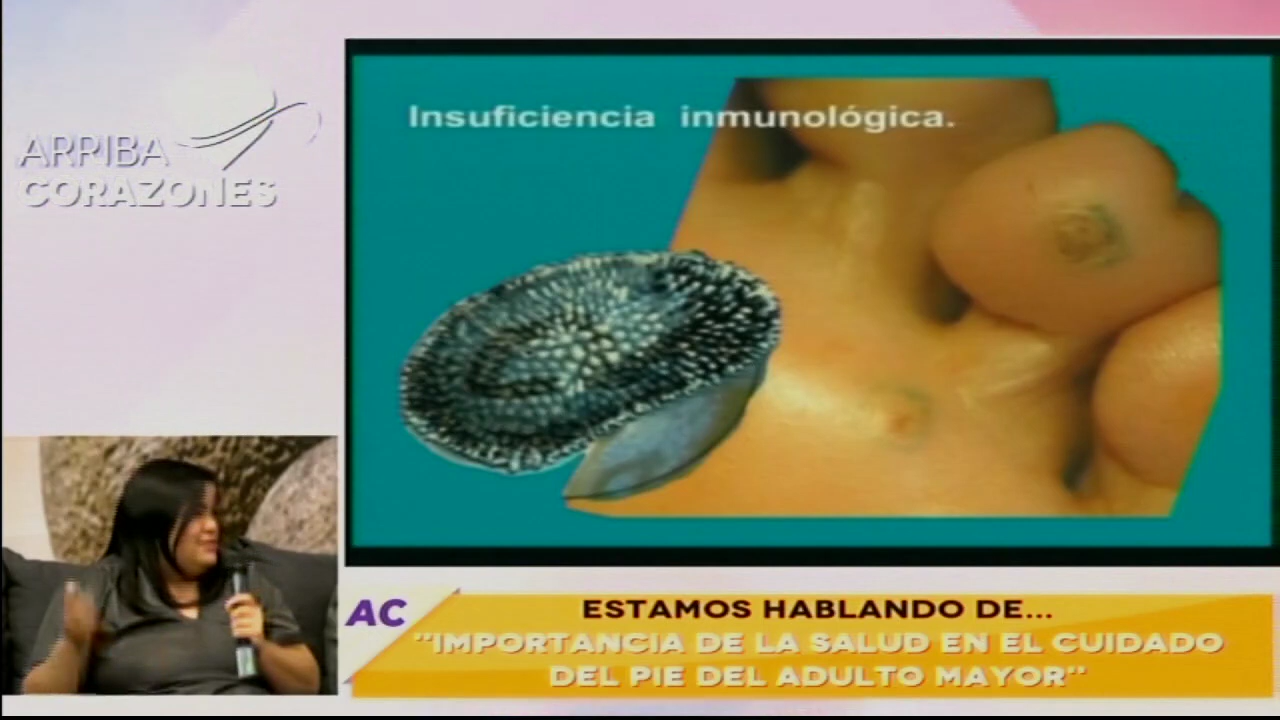 ARRIBA
CORAZONES
Insuficiencia inmunológica.
AC
ESTAMOS HABLANDO DE...
"IMPORTANCIA DE LA SALUD EN EL CUIDADO
DEL PIE DEL ADULTO MAYOR"